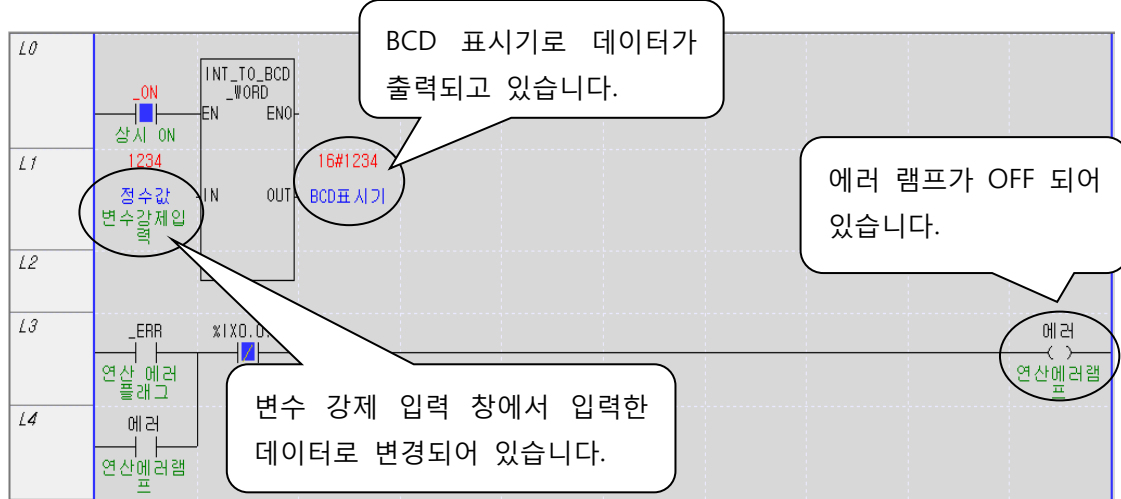 BCD 표시기로 데이터가
출력되고 있습니다.
L0
INT_TO_BCD
_WORD
_ON
EN ENO
상시 ON
L1
1234
16#1234
정수값
IN OUT
BCD표시기
변수강제입
력
에러 램프가 OFF 되어
있습니다.
L2
L3
_ERR
%IX0.0.
에러
연산 에러
플래그
연산에러램
프
변수 강제 입력 창에서 입력한
데이터로 변경되어 있습니다.
L4
에러
연산에러램
프